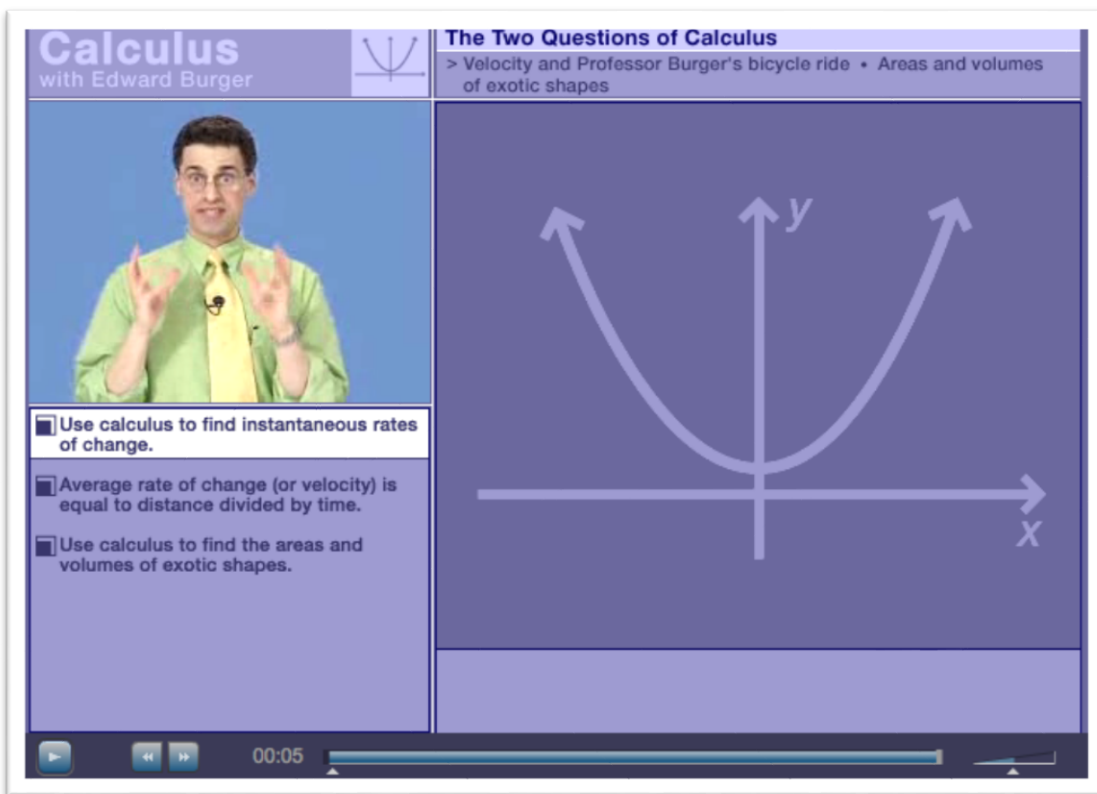 Calculus
with Edward Burger
The Two Questions of Calculus
> Velocity and Professor Burger's bicycle ride • Areas and volumes
of exotic shapes
Use calculus to find instantaneous rates
of change.
Average rate of change (or velocity) is
equal to distance divided by time.
Use calculus to find the areas and
volumes of exotic shapes.
y
x
00:05